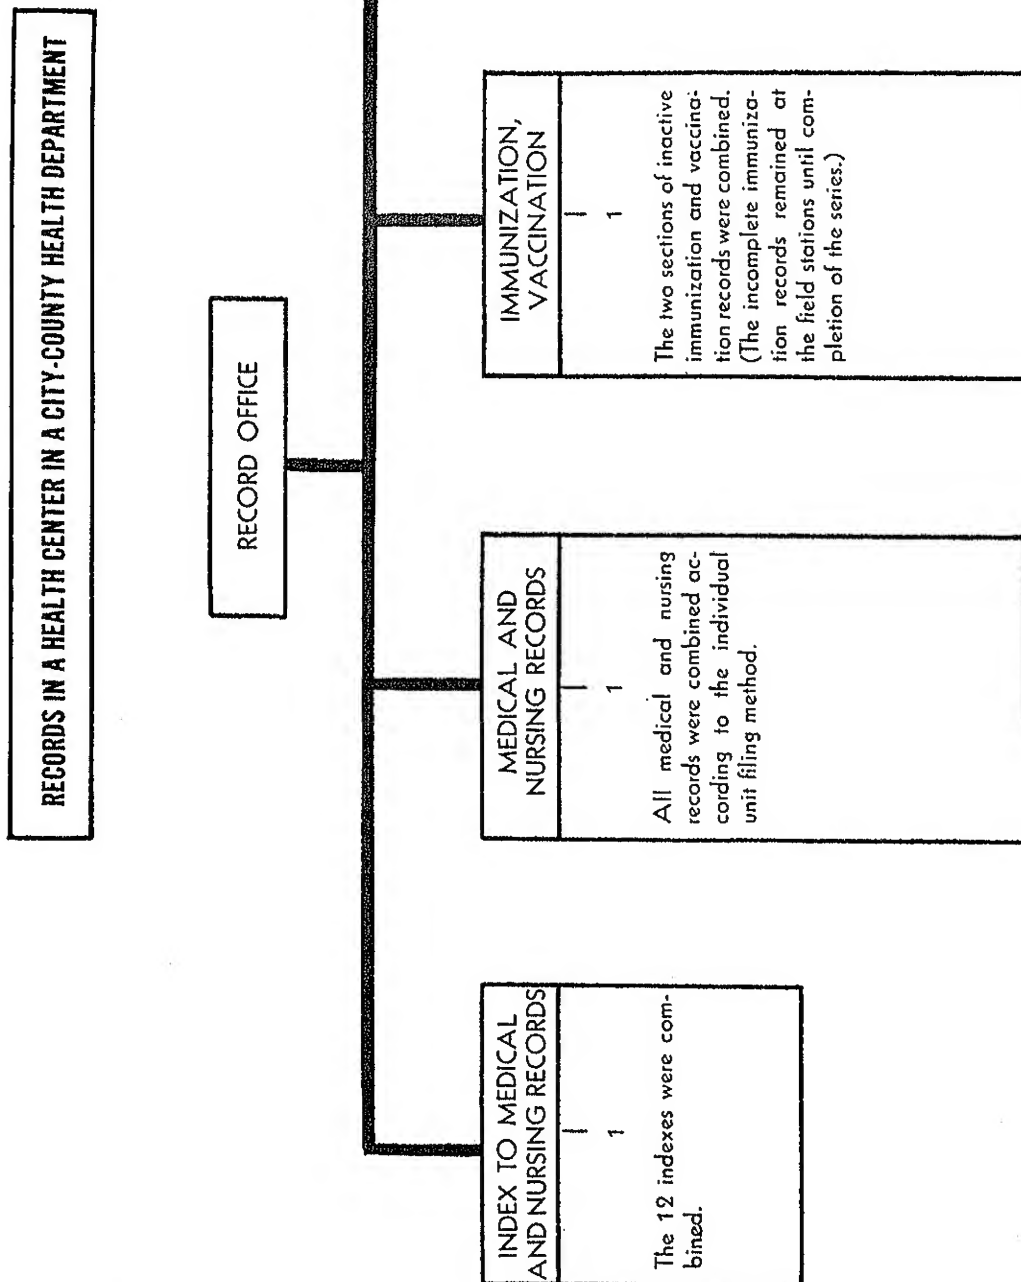 RECORDS IN A HEALTH CENTER IN A CITY-COUNTY HEALTH DEPARTMENT
RECORD OFFICE
INDEX TO MEDICAL
AND NURSING RECORDS
1
The 12 indexes were com-
bined.
MEDICAL AND
NURSING RECORDS
1
All medical and nursing
records were combined ac-
cording to the individual
unit filing method.
IMMUNIZATION,
VACCINATION
1
The two sections of inactive
immunization and vaccina-
tion records were combined.
(The incomplete immuniza-
tion records remained at
the field stations until com-
pletion of the series.)